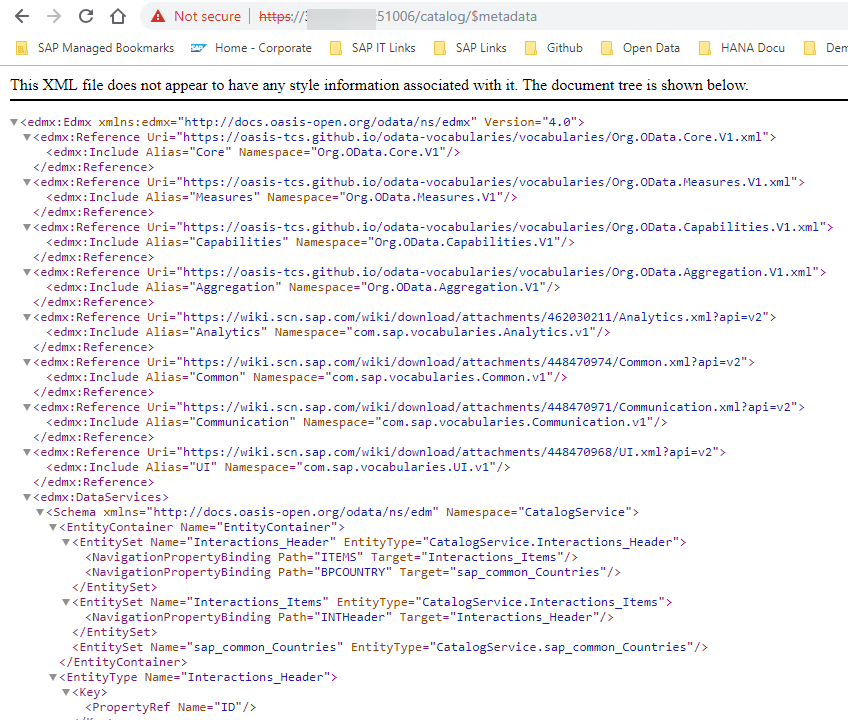 Not secure | https://3 51006/catalog/$metadata
SAP Managed Bookmarks SAP Home - Corporate SAP IT Links SAP Links Github Open Data HANA Docu Dem
This XML file does not appear to have any style information associated with it. The document tree is shown below.
▼<edmx:Edmx xmlns:edmx="http://docs.oasis-open.org/odata/ns/edmx" Version="4.0">
▼<edmx:Reference Uri="https://oasis-tcs.github.io/odata-vocabularies/vocabularies/Org.OData.Core.V1.xml">
<edmx:Include Alias="Core" Namespace="Org.OData.Core.V1"/>
</edmx:Reference>
▼<edmx:Reference Uri="https://oasis-tcs.github.io/odata-vocabularies/vocabularies/Org.OData.Measures.V1.xml">
<edmx:Include Alias="Measures" Namespace="Org.OData.Measures.V1"/>
</edmx:Reference>
▼<edmx:Reference Uri="https://oasis-tcs.github.io/odata-vocabularies/vocabularies/Org.OData.Capabilities.V1.xml">
<edmx:Include Alias="Capabilities" Namespace="Org.OData.Capabilities.V1"/>
</edmx:Reference>
▼<edmx:Reference Uri="https://oasis-tcs.github.io/odata-vocabularies/vocabularies/Org.OData.Aggregation.V1.xml">
<edmx:Include Alias="Aggregation" Namespace="Org.OData.Aggregation.V1"/>
</edmx:Reference>
▼<edmx:Reference Uri="https://wiki.scn.sap.com/wiki/download/attachments/462030211/Analytics.xml?api=v2">
<edmx:Include Alias="Analytics" Namespace="com.sap.vocabularies.Analytics.v1"/>
</edmx:Reference>
▼<edmx:Reference Uri="https://wiki.scn.sap.com/wiki/download/attachments/448470974/Common.xml?api=v2">
<edmx:Include Alias="Common" Namespace="com.sap.vocabularies.Common.v1"/>
</edmx:Reference>
▼<edmx:Reference Uri="https://wiki.scn.sap.com/wiki/download/attachments/448470971/Communication.xml?api=v2">
<edmx:Include Alias="Communication" Namespace="com.sap.vocabularies.Communication.v1"/>
</edmx:Reference>
▼<edmx:Reference Uri="https://wiki.scn.sap.com/wiki/download/attachments/448470968/UI.xml?api=v2">
<edmx:Include Alias="UI" Namespace="com.sap.vocabularies.UI.v1"/>
</edmx:Reference>
▼<edmx:DataServices>
▼<Schema xmlns="http://docs.oasis-open.org/odata/ns/edm" Namespace="CatalogService">
▼<EntityContainer Name="EntityContainer">
▼<EntitySet Name="Interactions_Header" EntityType="CatalogService.Interactions_Header">
<NavigationPropertyBinding Path="ITEMS" Target="Interactions_Items"/>
<NavigationPropertyBinding Path="BPCOUNTRY" Target="sap_common_Countries"/>
</EntitySet>
▼<EntitySet Name="Interactions_Items" EntityType="CatalogService.Interactions_Items">
<NavigationPropertyBinding Path="INTHeader" Target="Interactions_Header"/>
</EntitySet>
<EntitySet Name="sap_common_Countries" EntityType="CatalogService.sap_common_Countries"/>
</EntityContainer>
▼<EntityType Name="Interactions_Header">
▼<Key>
<PropertyRef Name="ID"/>